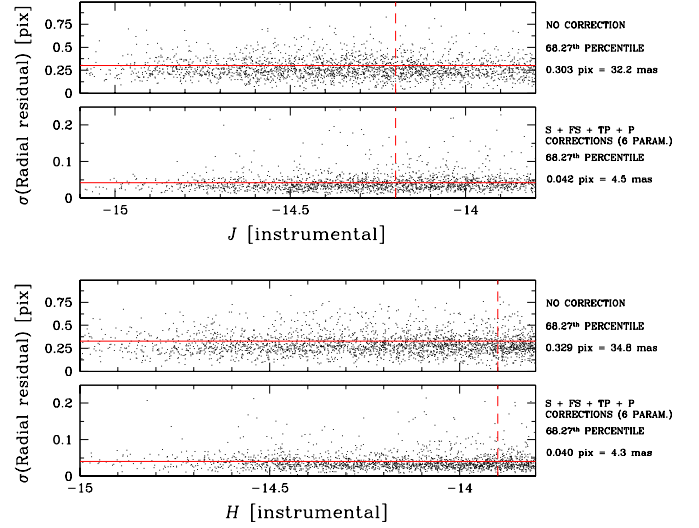 σ(Radial residual) [pix]
0.75
0.5
0.25
0
NO CORRECTION
68.27th PERCENTILE
0.303 pix = 32.2 mas
0.2
0.1
0
S + FS + TP + P
CORRECTIONS (6 PARAM.)
68.27th PERCENTILE
0.042 pix = 4.5 mas
−15
−14.5
−14
J [instrumental]
σ(Radial residual) [pix]
0.75
0.5
0.25
0
NO CORRECTION
68.27th PERCENTILE
0.329 pix = 34.8 mas
0.2
0.1
0
S + FS + TP + P
CORRECTIONS (6 PARAM.)
68.27th PERCENTILE
0.040 pix = 4.3 mas
−15
−14.5
−14
H [instrumental]